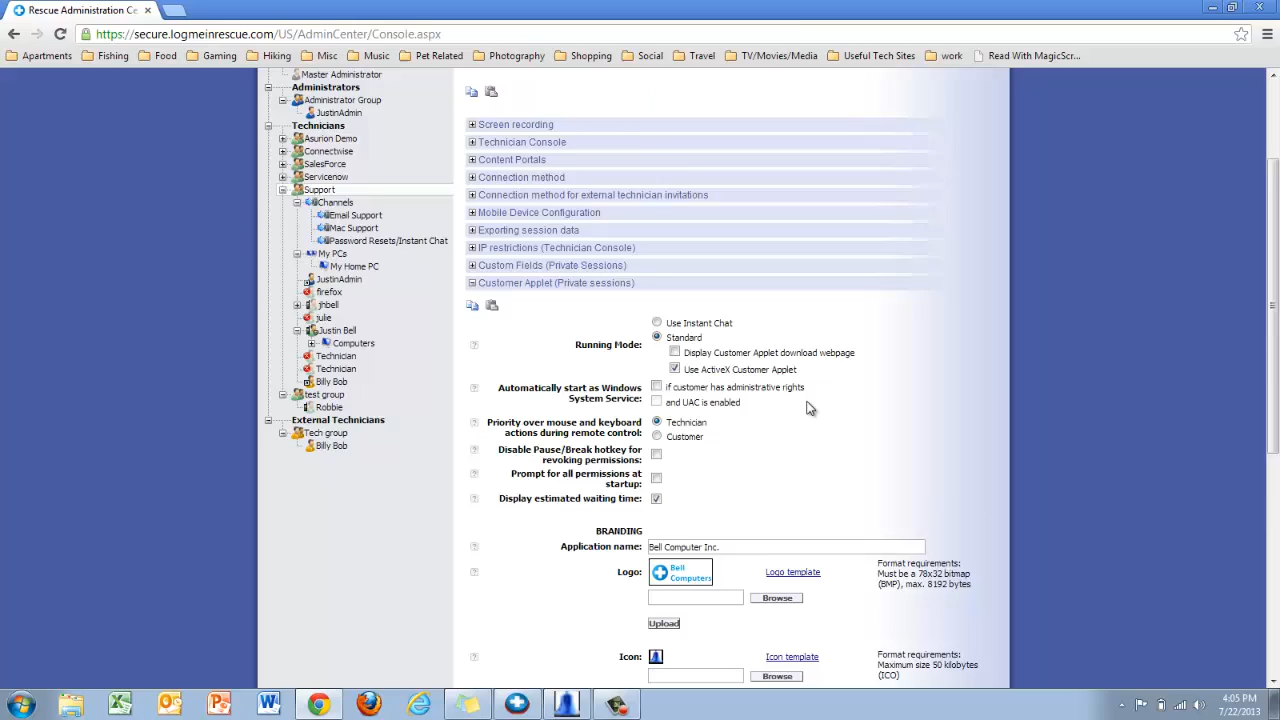 Rescue Administration Ce
https://secure.logmeinrescue.com/US/AdminCenter/Console.aspx
Apartments Fishing Food Gaming Hiking Misc Music Pet Related Photography Shopping Social Travel TV/Movies/Media Useful Tech Sites work Read With MagicScr...
Master Administrator
Administrators
Administrator Group
JustinAdmin
Technicians
Asurion Demo
Connectwise
SalesForce
Servicenow
Support
Channels
Email Support
Mac Support
Password Resets/Instant Chat
My PCs
My Home PC
JustinAdmin
firefox
jhbell
julie
Justin Bell
Computers
Technician
Technician
Billy Bob
test group
Robbie
External Technicians
Tech group
Billy Bob
Screen recording
Technician Console
Content Portals
Connection method
Connection method for external technician invitations
Mobile Device Configuration
Exporting session data
IP restrictions (Technician Console)
Custom Fields (Private Sessions)
Customer Applet (Private sessions)
Running Mode:
Use Instant Chat
Standard
Display Customer Applet download webpage
Use ActiveX Customer Applet
Automatically start as Windows
System Service:
if customer has administrative rights
and UAC is enabled
Priority over mouse and keyboard
actions during remote control:
Technician
Customer
Disable Pause/Break hotkey for
revoking permissions:
Prompt for all permissions at
startup:
Display estimated waiting time:
BRANDING
Application name: Bell Computer Inc.
Logo:
Bell
Computers
Logo template
Format requirements:
Must be a 78x32 bitmap
(BMP), max. 8192 bytes
Browse
Upload
Icon:
Icon template
Format requirements:
Maximum size 50 kilobytes
(ICO)
Browse
4:05 PM
7/22/2013